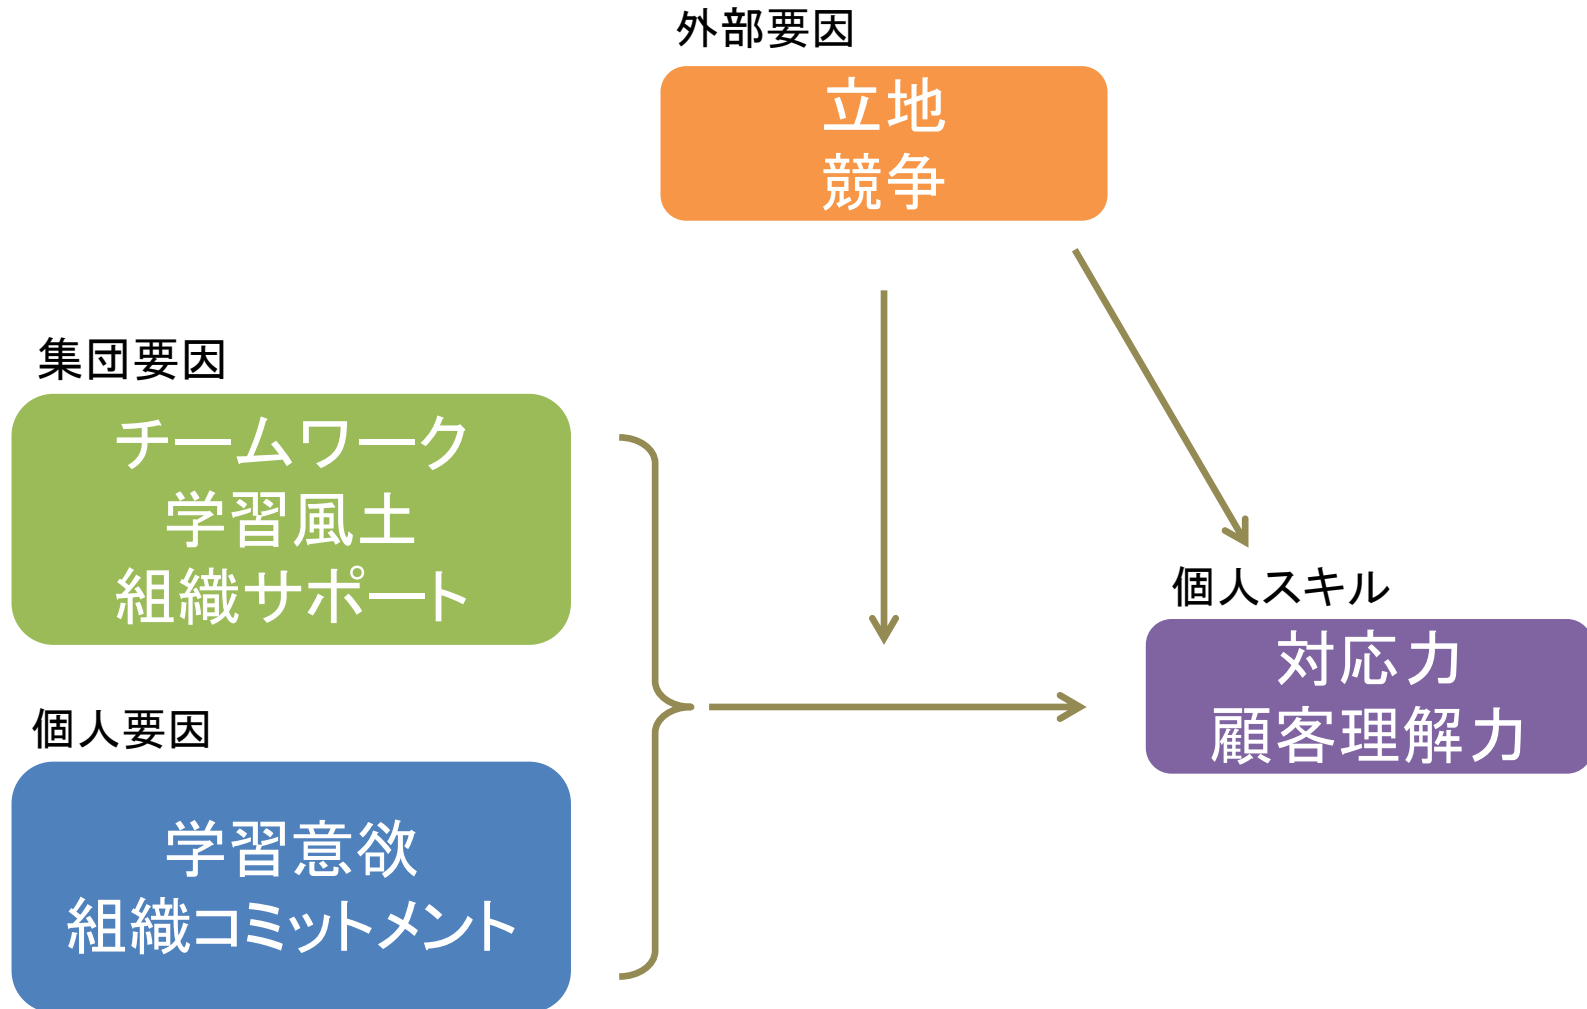 外部要因
立地
競争
集団要因
チームワーク
学習風土
組織サポート
個人スキル
対応力
顧客理解力
個人要因
学習意欲
組織コミットメント